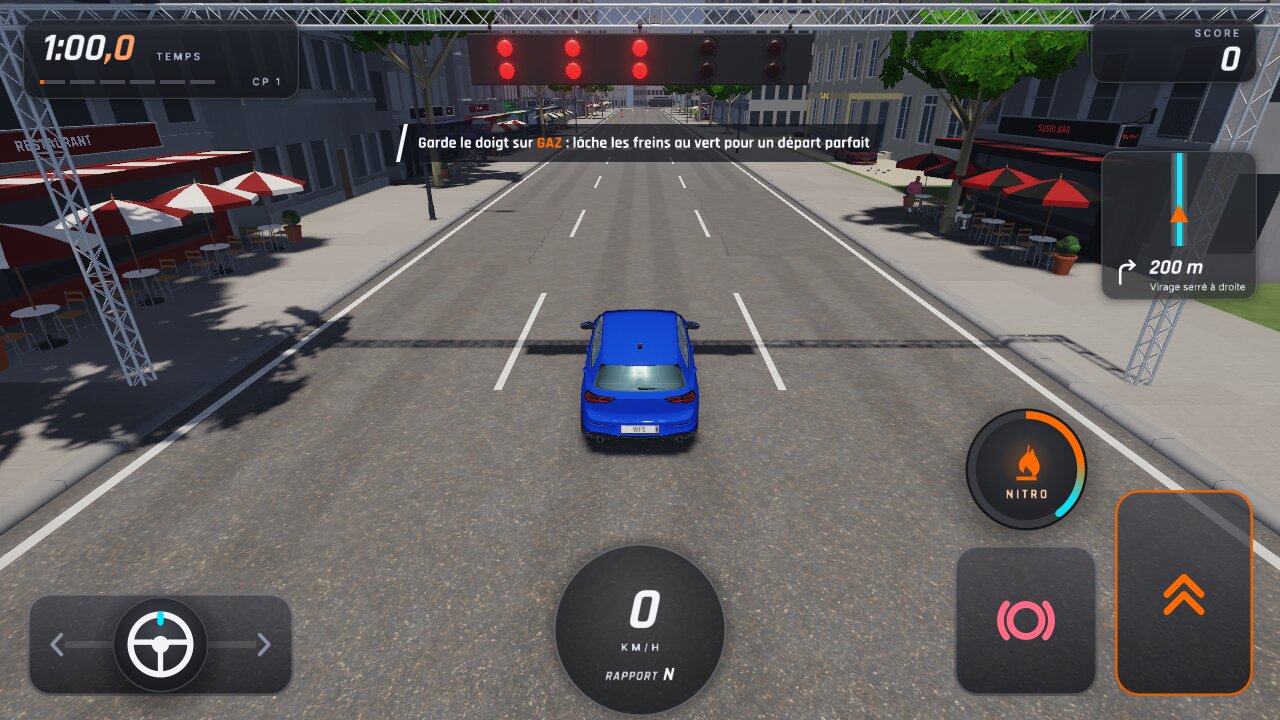 1:00,0 TEMPS
CP 1
SCORE
0
Garde le doigt sur GAZ : lâche les freins au vert pour un départ parfait
RESTAURANT
SUSHI BAR
SUSHI
200 m
Virage serré à droite
WFS
NITRO
0
KM/H
RAPPORT N